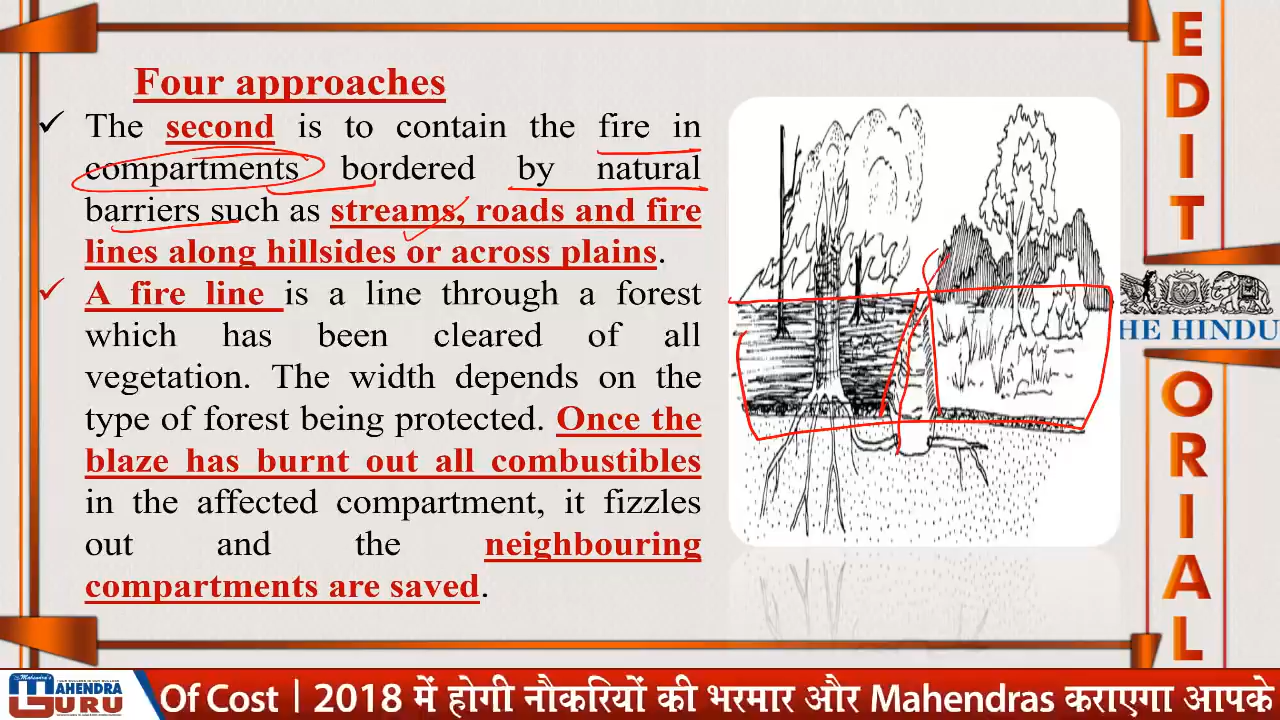 Four approaches
✓ The second is to contain the fire in
compartments bordered by natural
barriers such as streams, roads and fire
lines along hillsides or across plains.
✓ A fire line is a line through a forest
which has been cleared of all
vegetation. The width depends on the
type of forest being protected. Once the
blaze has burnt out all combustibles
in the affected compartment, it fizzles
out and the neighbouring
compartments are saved.
EDITORIAL
THE HINDU
Mahendra's
MAHENDRA
GURU
Of Cost | 2018 में होगी नौकरियों की भरमार और Mahendras कराएगा आपके